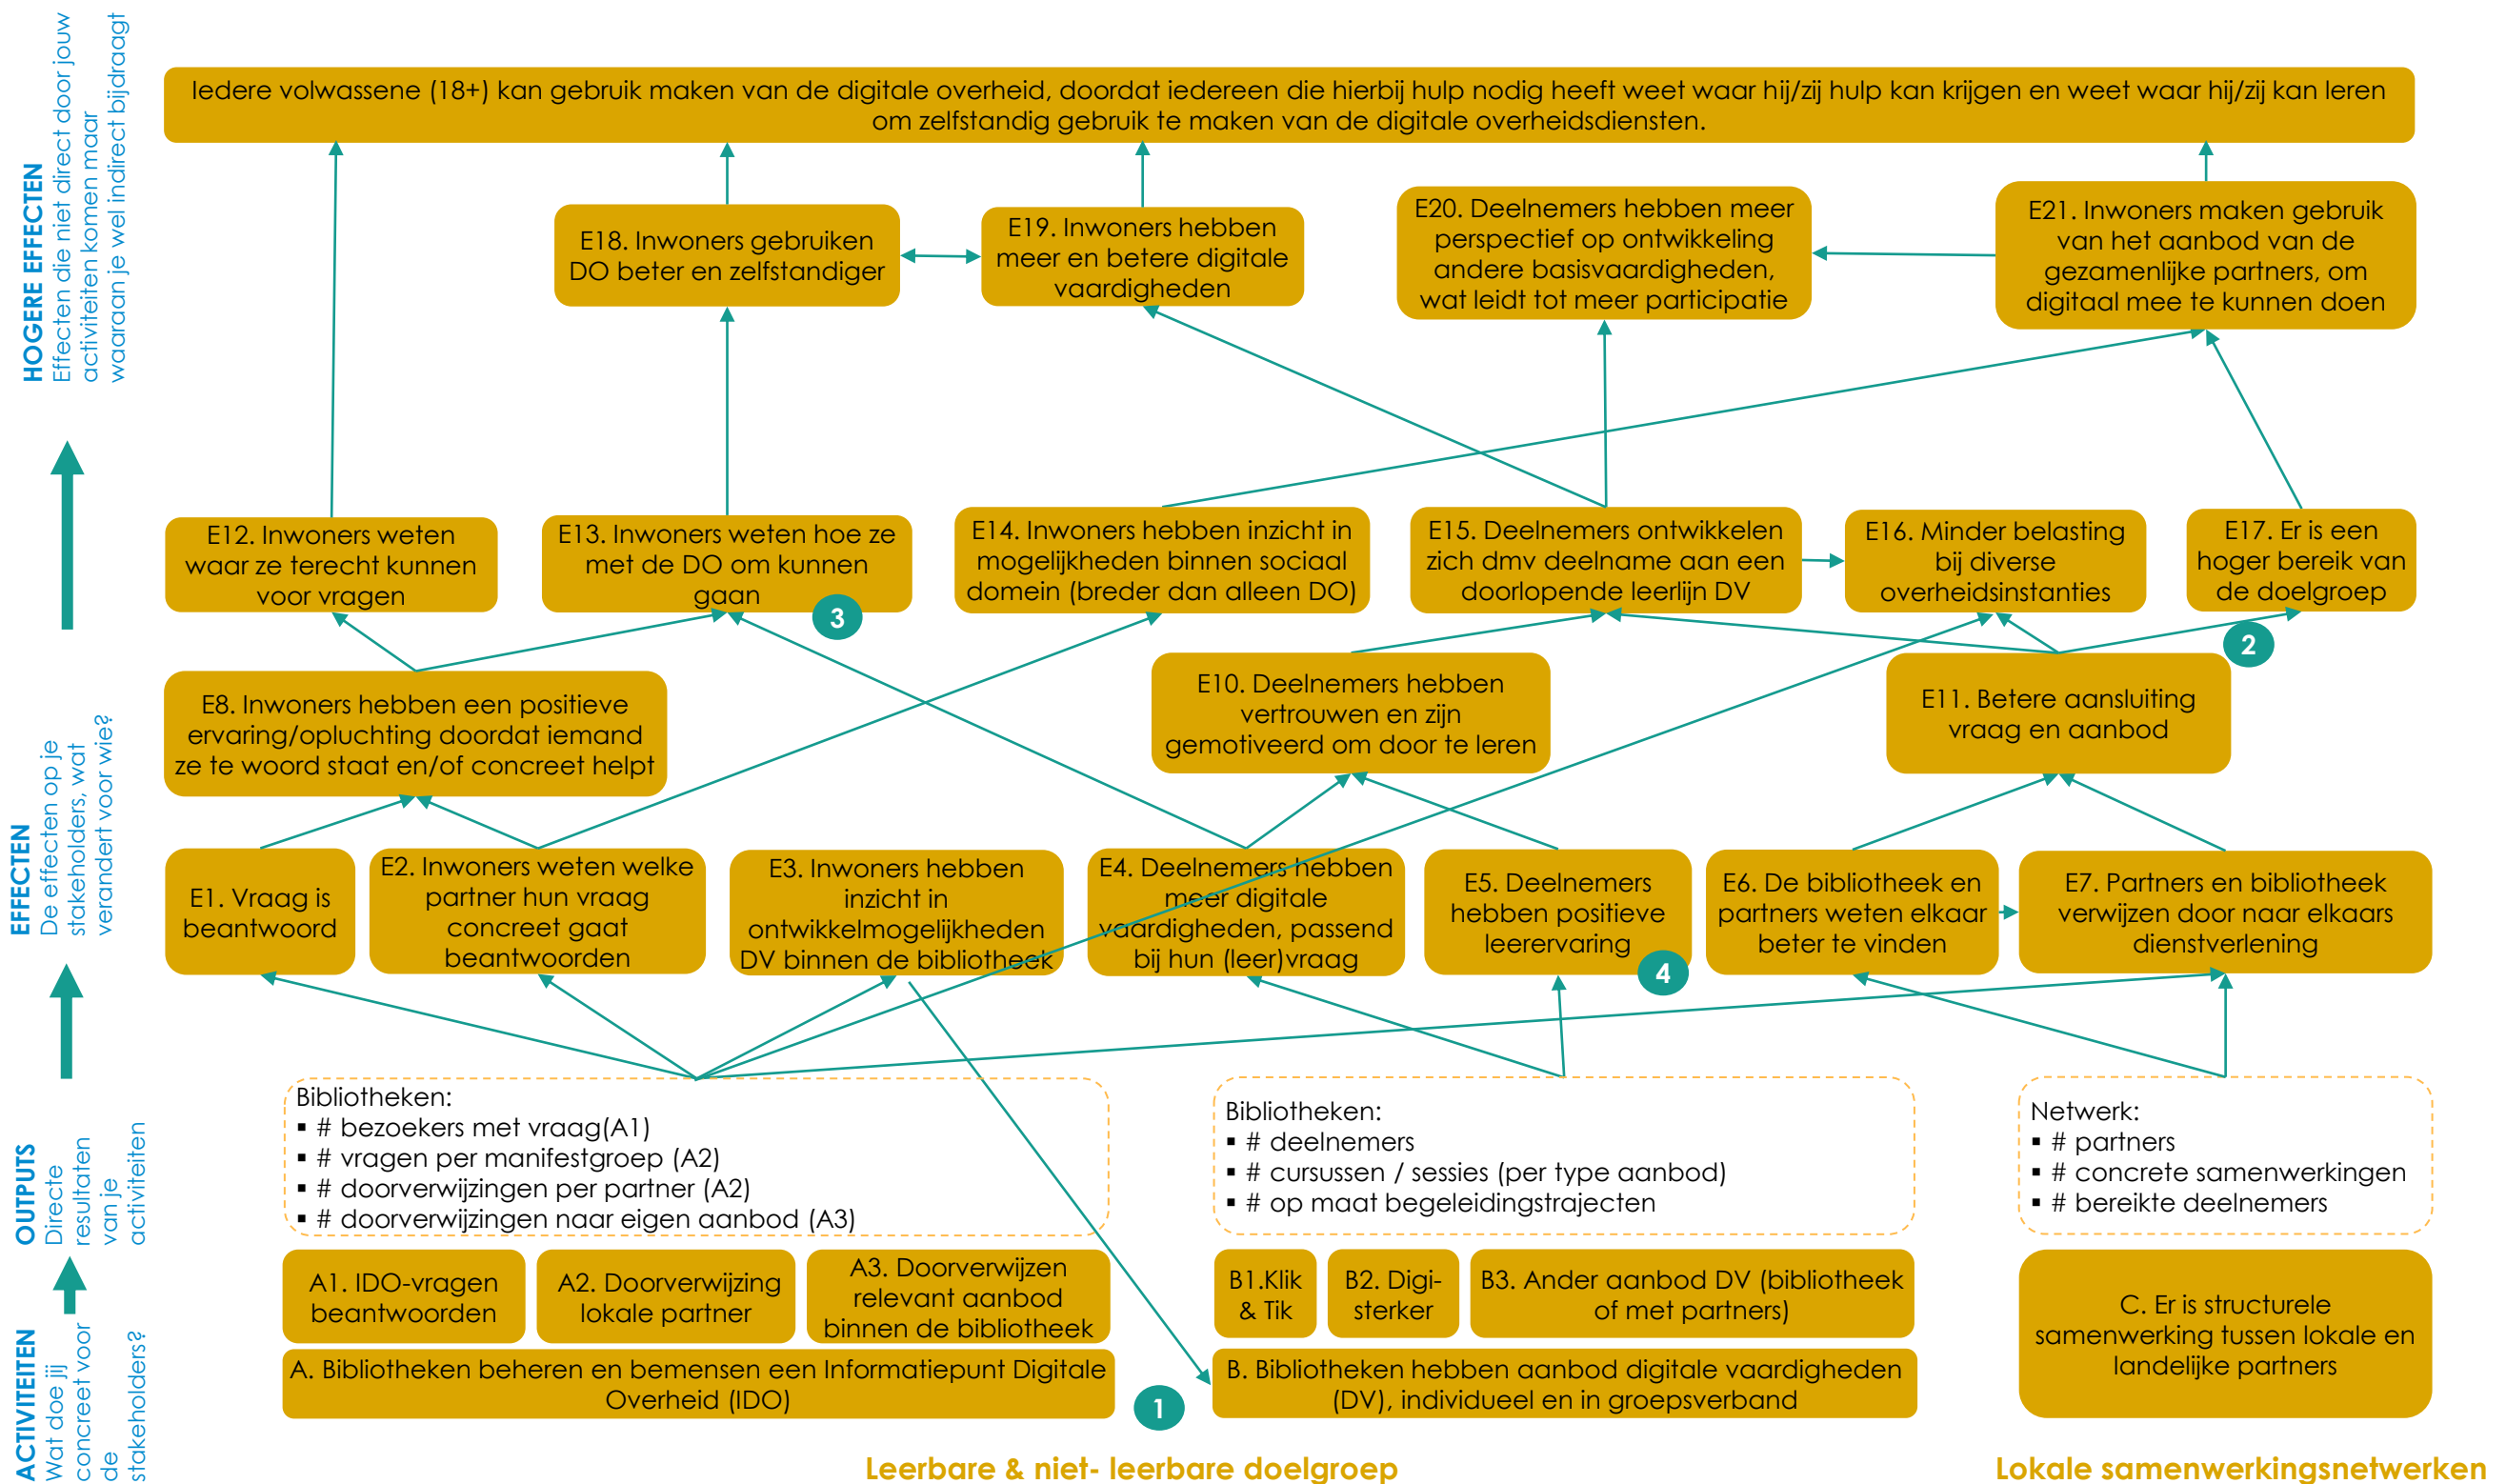 HOGERE EFFECTEN
Effecten die niet direct door jouw
activiteiten komen maar
waaraan je wel indirect bijdraagt
Iedere volwassene (18+) kan gebruik maken van de digitale overheid, doordat iedereen die hierbij hulp nodig heeft weet waar hij/zij hulp kan krijgen en weet waar hij/zij kan leren
om zelfstandig gebruik te maken van de digitale overheidsdiensten.
E18. Inwoners gebruiken
DO beter en zelfstandiger
E19. Inwoners hebben
meer en betere digitale
vaardigheden
E20. Deelnemers hebben meer
perspectief op ontwikkeling
andere basisvaardigheden,
wat leidt tot meer participatie
E21. Inwoners maken gebruik
van het aanbod van de
gezamenlijke partners, om
digitaal mee te kunnen doen
E12. Inwoners weten
waar ze terecht kunnen
voor vragen
E13. Inwoners weten hoe ze
met de DO om kunnen
gaan
3
E14. Inwoners hebben inzicht in
mogelijkheden binnen sociaal
domein (breder dan alleen DO)
E15. Deelnemers ontwikkelen
zich dmv deelname aan een
doorlopende leerlijn DV
E16. Minder belasting
bij diverse
overheidsinstanties
E17. Er is een
hoger bereik van
de doelgroep
2
EFFECTEN
De effecten op je
stakeholders, wat
verandert voor wie?
E8. Inwoners hebben een positieve
ervaring/opluchting doordat iemand
ze te woord staat en/of concreet helpt
E10. Deelnemers hebben
vertrouwen en zijn
gemotiveerd om door te leren
E11. Betere aansluiting
vraag en aanbod
E1. Vraag is
beantwoord
E2. Inwoners weten welke
partner hun vraag
concreet gaat
beantwoorden
E3. Inwoners hebben
inzicht in
ontwikkelmogelijkheden
DV binnen de bibliotheek
E4. Deelnemers hebben
meer digitale
vaardigheden, passend
bij hun (leer)vraag
E5. Deelnemers
hebben positieve
leerervaring
4
E6. De bibliotheek en
partners weten elkaar
beter te vinden
E7. Partners en bibliotheek
verwijzen door naar elkaars
dienstverlening
OUTPUTS
Directe
resultaten
van je
activiteiten
Bibliotheken:
▪ # bezoekers met vraag(A1)
▪ # vragen per manifestgroep (A2)
▪ # doorverwijzingen per partner (A2)
▪ # doorverwijzingen naar eigen aanbod (A3)
Bibliotheken:
▪ # deelnemers
▪ # cursussen / sessies (per type aanbod)
▪ # op maat begeleidingstrajecten
Netwerk:
▪ # partners
▪ # concrete samenwerkingen
▪ # bereikte deelnemers
ACTIVITEITEN
Wat doe jij
concreet voor
de
stakeholders?
A1. IDO-vragen
beantwoorden
A2. Doorverwijzing
lokale partner
A3. Doorverwijzen
relevant aanbod
binnen de bibliotheek
A. Bibliotheken beheren en bemensen een Informatiepunt Digitale
Overheid (IDO)
1
B1.Klik
& Tik
B2. Digi-
sterker
B3. Ander aanbod DV (bibliotheek
of met partners)
B. Bibliotheken hebben aanbod digitale vaardigheden
(DV), individueel en in groepsverband
C. Er is structurele
samenwerking tussen lokale en
landelijke partners
Leerbare & niet- leerbare doelgroep
Lokale samenwerkingsnetwerken